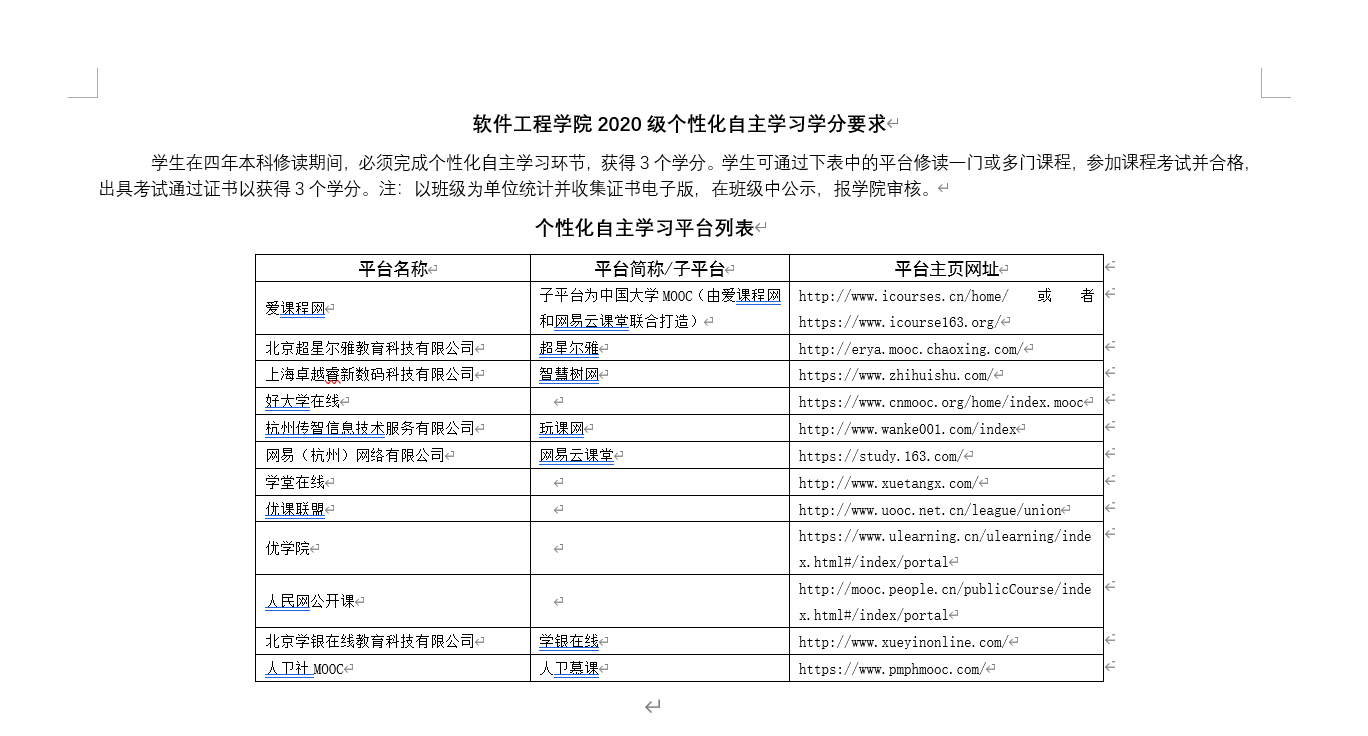 软件工程学院 2020 级个性化自主学习学分要求
学生在四年本科修读期间，必须完成个性化自主学习环节，获得 3 个学分。学生可通过下表中的平台修读一门或多门课程，参加课程考试并合格，
出具考试通过证书以获得 3 个学分。注：以班级为单位统计并收集证书电子版，在班级中公示，报学院审核。
个性化自主学习平台列表
平台名称 平台简称/子平台 平台主页网址
爱课程网 子平台为中国大学 MOOC（由爱课程网 http://www.icourses.cn/home/ 或 者
和网易云课堂联合打造） https://www.icourse163.org/
北京超星尔雅教育科技有限公司 超星尔雅 http://erya.mooc.chaoxing.com/
上海卓越睿新数码科技有限公司 智慧树网 https://www.zhihuishu.com/
好大学在线 https://www.cnmooc.org/home/index.mooc
杭州传智信息技术服务有限公司 玩课网 http://www.wanke001.com/index
网易（杭州）网络有限公司 网易云课堂 https://study.163.com/
学堂在线 http://www.xuetangx.com/
优课联盟 http://www.uooc.net.cn/league/union
优学院 https://www.ulearning.cn/ulearning/inde
x.html#/index/portal
人民网公开课 http://mooc.people.cn/publicCourse/inde
x.html#/index/portal
北京学银在线教育科技有限公司 学银在线 http://www.xueyinonline.com/
人卫社 MOOC 人卫慕课 https://www.pmphmooc.com/